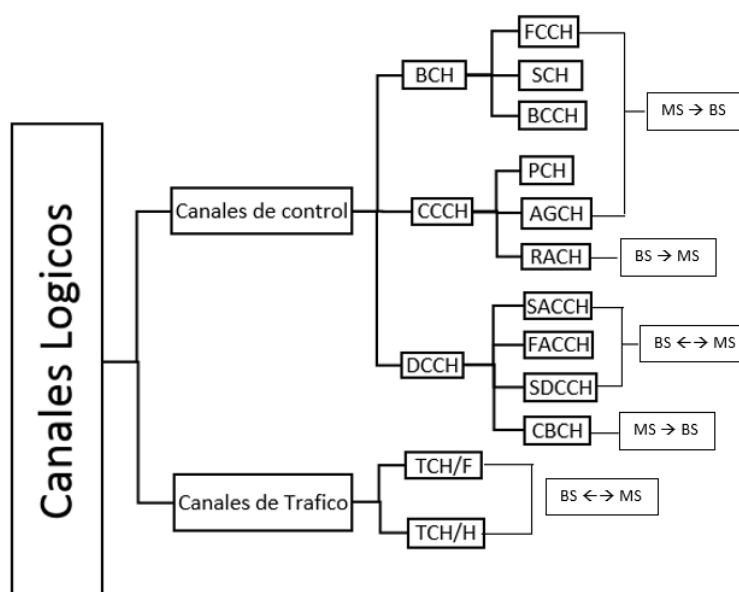 Canales Logicos
Canales de control
BCH
FCCH
SCH
BCCH
MS → BS
CCCH
PCH
AGCH
RACH
BS → MS
DCCH
SACCH
FACCH
SDCCH
BS ←→ MS
CBCH
MS → BS
Canales de Trafico
TCH/F
TCH/H
BS ←→ MS